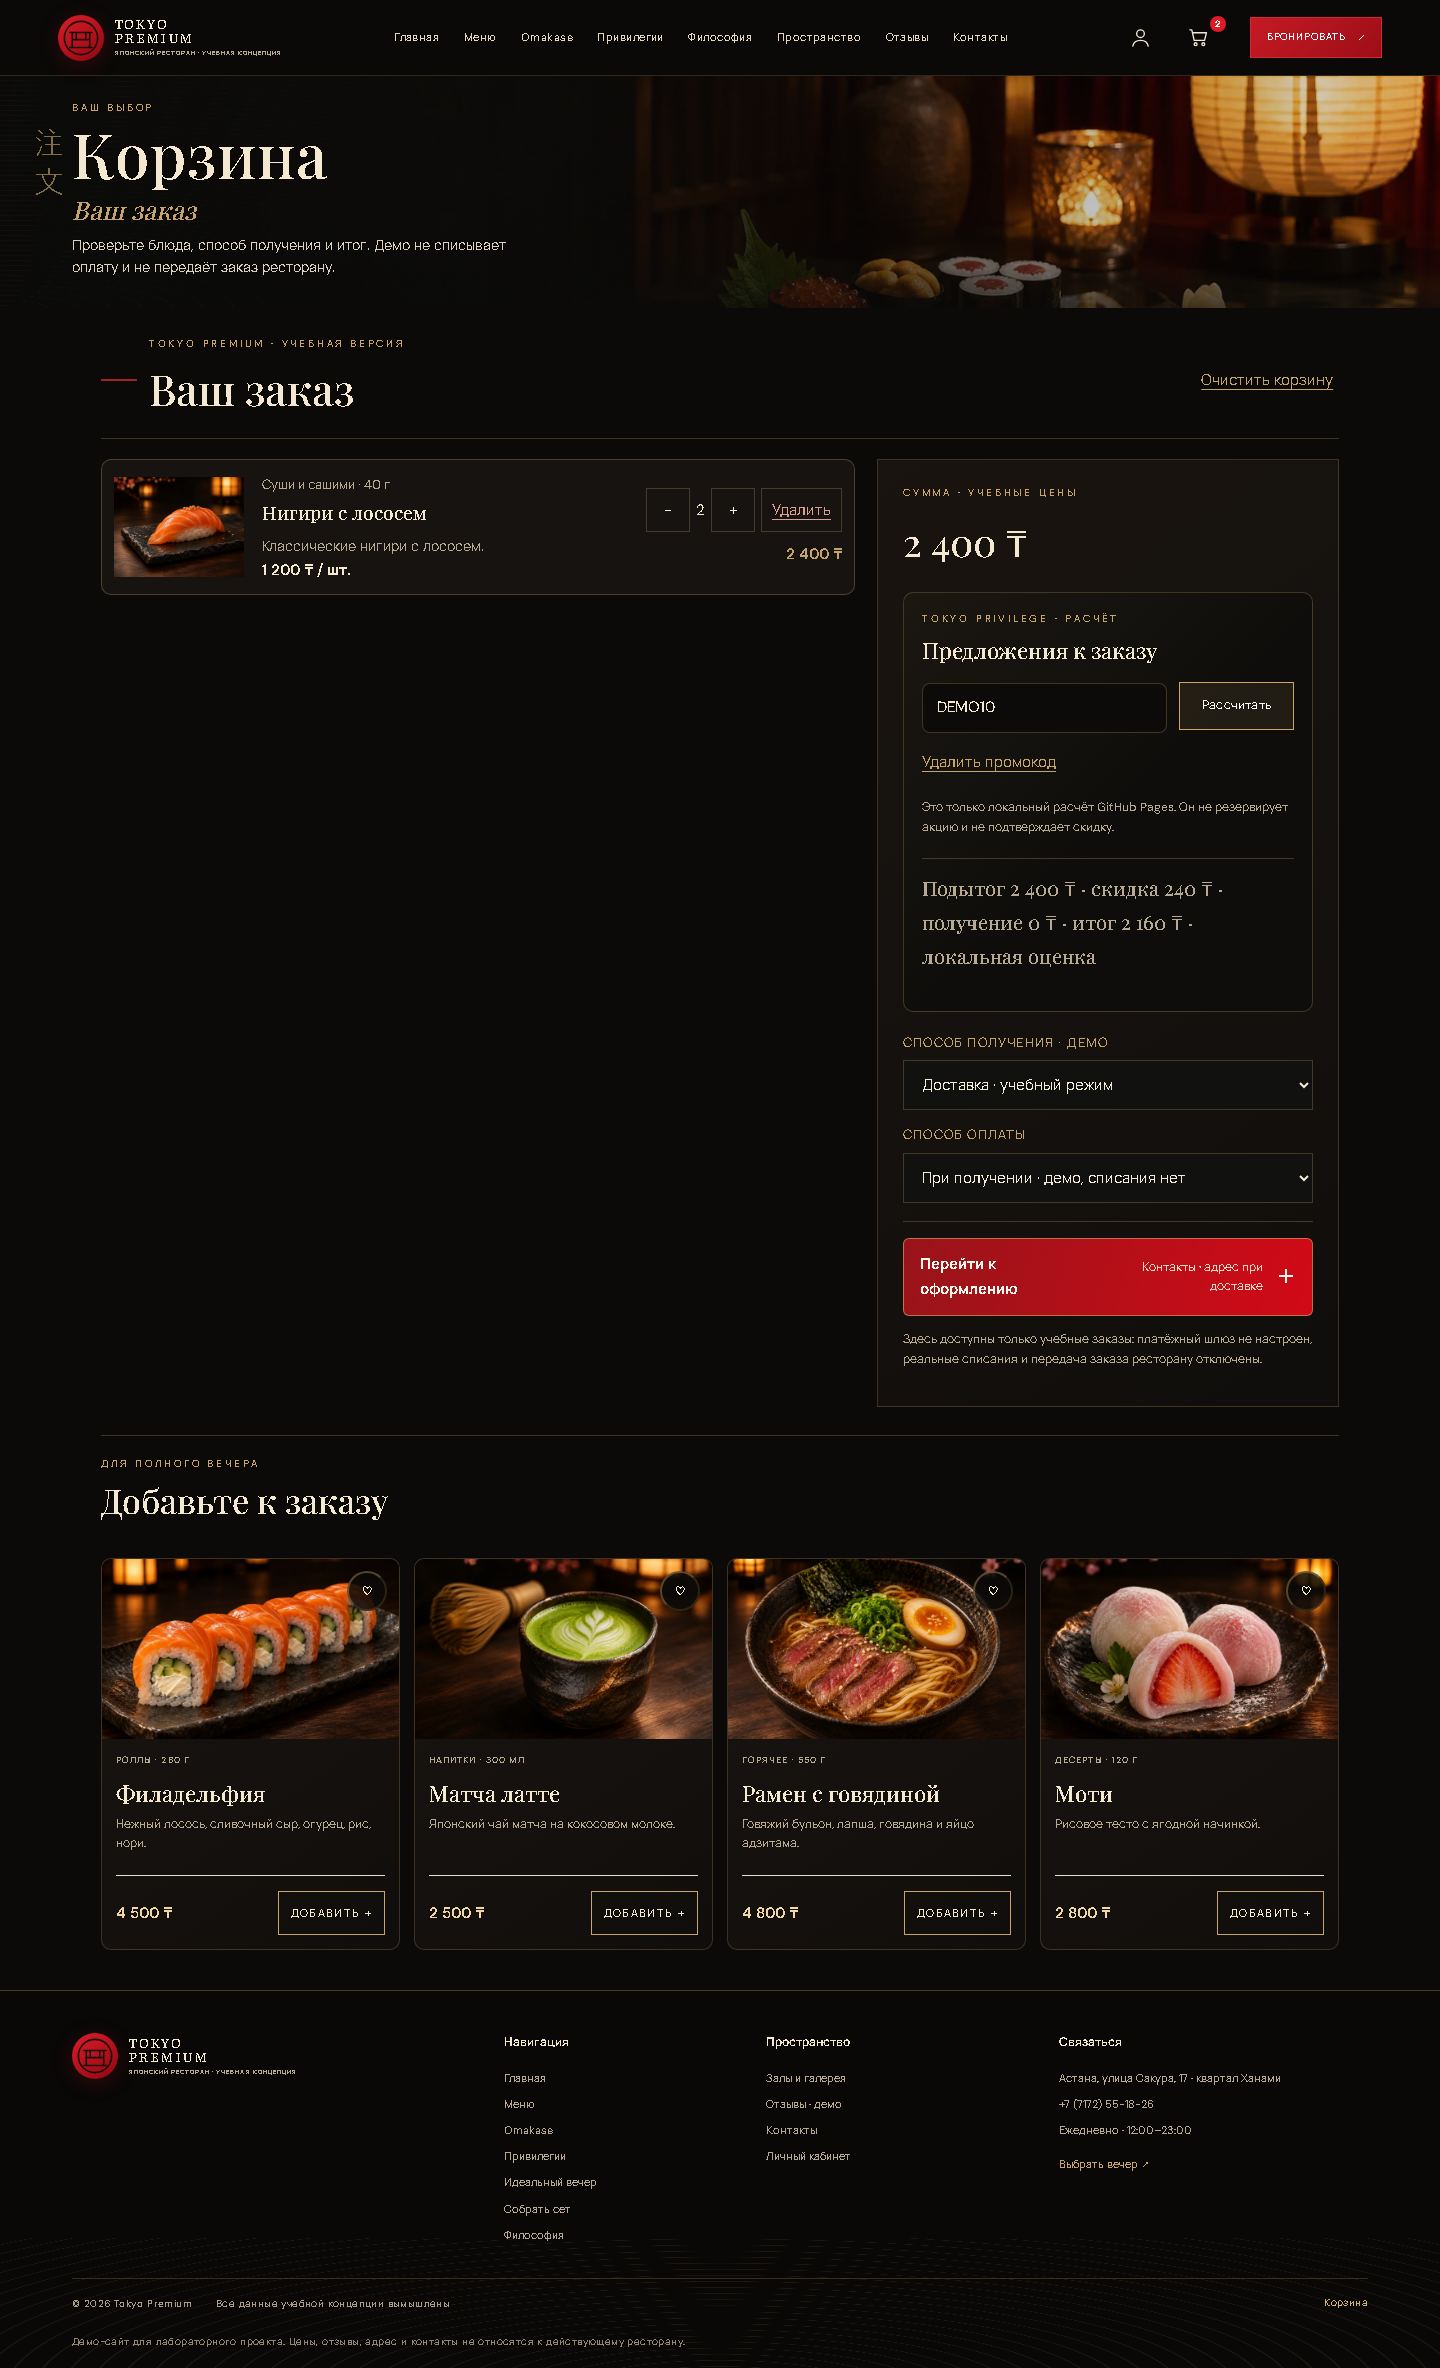 TOKYO
PREMIUM
ЯПОНСКИЙ РЕСТОРАН · УЧЕБНАЯ КОНЦЕПЦИЯ
Главная
Меню
Omakase
Привилегии
Философия
Пространство
Отзывы
Контакты
2
БРОНИРОВАТЬ ↗
ВАШ ВЫБОР
注文
Корзина
Ваш заказ
Проверьте блюда, способ получения и итог. Демо не списывает
оплату и не передаёт заказ ресторану.
TOKYO PREMIUM · УЧЕБНАЯ ВЕРСИЯ
Ваш заказ
Очистить корзину
Суши и сашими · 40 г
Нигири с лососем
Классические нигири с лососем.
1 200 ₸ / шт.
− 2 + Удалить
2 400 ₸
СУММА · УЧЕБНЫЕ ЦЕНЫ
2 400 ₸
TOKYO PRIVILEGE · РАСЧЁТ
Предложения к заказу
DEMO10
Рассчитать
Удалить промокод
Это только локальный расчёт GitHub Pages. Он не резервирует
акцию и не подтверждает скидку.
Подытог 2 400 ₸ · скидка 240 ₸ ·
получение 0 ₸ · итог 2 160 ₸ ·
локальная оценка
СПОСОБ ПОЛУЧЕНИЯ · ДЕМО
Доставка · учебный режим
СПОСОБ ОПЛАТЫ
При получении · демо, списания нет
Перейти к
оформлению
Контакты · адрес при
доставке
+
Здесь доступны только учебные заказы: платёжный шлюз не настроен,
реальные списания и передача заказа ресторану отключены.
ДЛЯ ПОЛНОГО ВЕЧЕРА
Добавьте к заказу
РОЛЛЫ · 280 Г
Филадельфия
Нежный лосось, сливочный сыр, огурец, рис,
нори.
4 500 ₸
ДОБАВИТЬ +
НАПИТКИ · 300 МЛ
Матча латте
Японский чай матча на кокосовом молоке.
2 500 ₸
ДОБАВИТЬ +
ГОРЯЧЕЕ · 550 Г
Рамен с говядиной
Говяжий бульон, лапша, говядина и яйцо
адзитама.
4 800 ₸
ДОБАВИТЬ +
ДЕСЕРТЫ · 120 Г
Моти
Рисовое тесто с ягодной начинкой.
2 800 ₸
ДОБАВИТЬ +
TOKYO
PREMIUM
ЯПОНСКИЙ РЕСТОРАН · УЧЕБНАЯ КОНЦЕПЦИЯ
Навигация
Главная
Меню
Omakase
Привилегии
Идеальный вечер
Собрать сет
Философия
Пространство
Залы и галерея
Отзывы · демо
Контакты
Личный кабинет
Связаться
Астана, улица Сакура, 17 · квартал Ханами
+7 (7172) 55-18-26
Ежедневно · 12:00–23:00
Выбрать вечер ↗
© 2026 Tokyo Premium
Все данные учебной концепции вымышлены
Корзина
Демо-сайт для лабораторного проекта. Цены, отзывы, адрес и контакты не относятся к действующему ресторану.